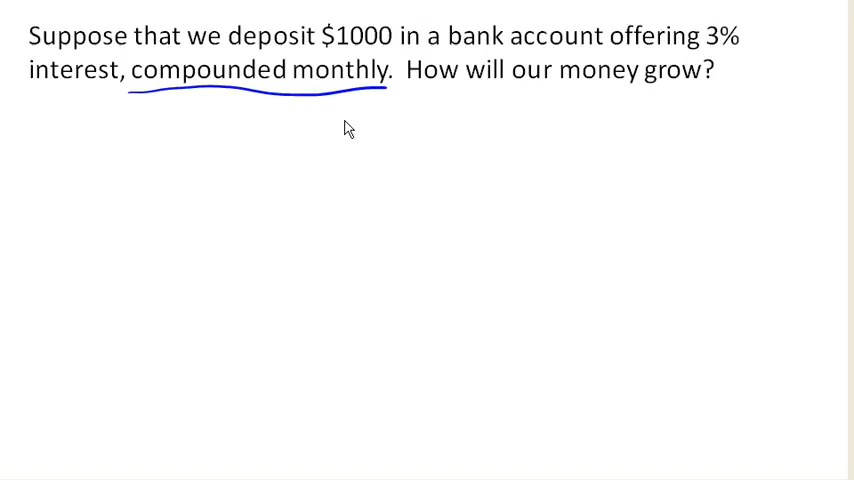 Suppose that we deposit $1000 in a bank account offering 3%
interest, compounded monthly.  How will our money grow?